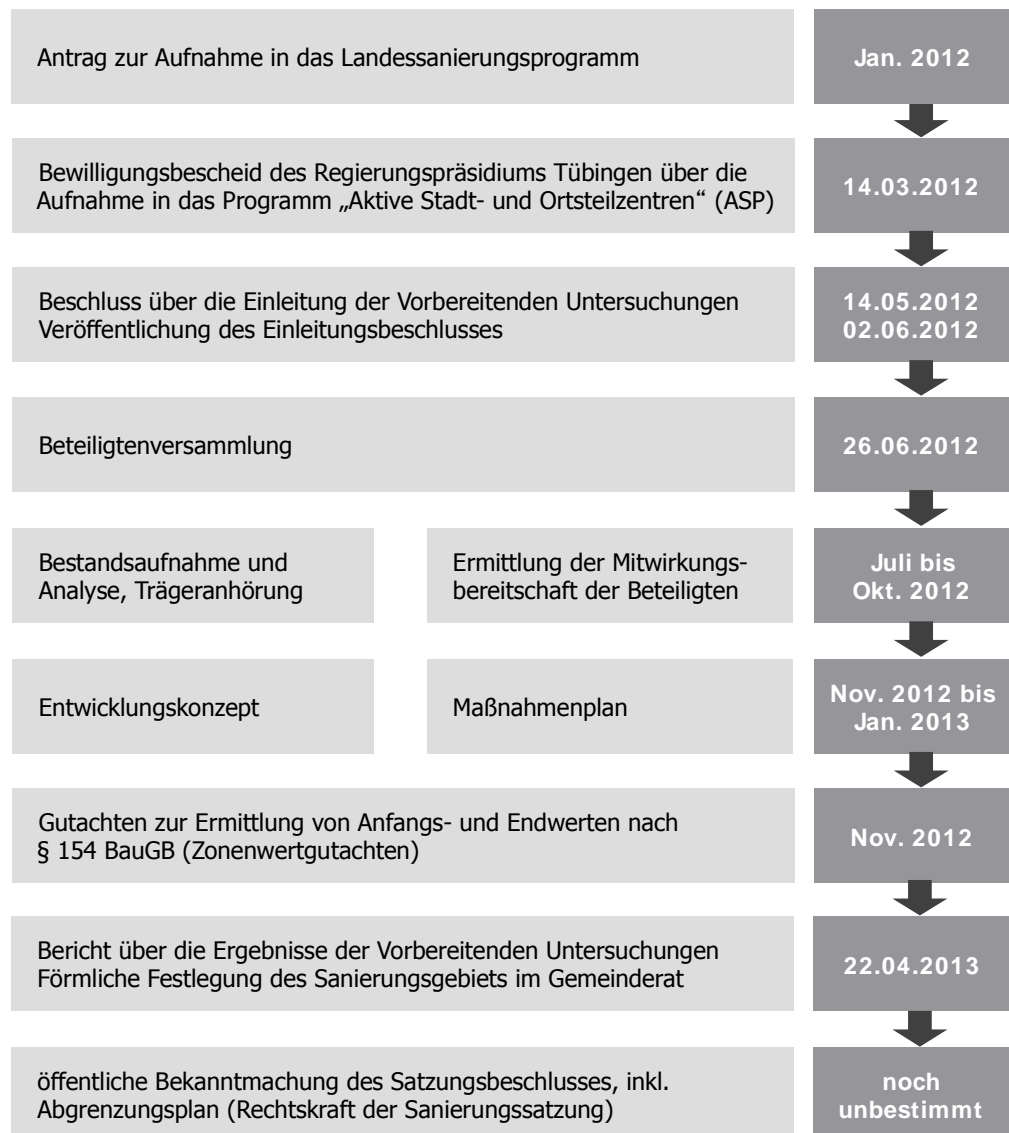 Antrag zur Aufnahme in das Landessanierungsprogramm
Jan. 2012
Bewilligungsbescheid des Regierungspräsidiums Tübingen über die
Aufnahme in das Programm „Aktive Stadt- und Ortsteilzentren“ (ASP)
14.03.2012
Beschluss über die Einleitung der Vorbereitenden Untersuchungen
Veröffentlichung des Einleitungsbeschlusses
14.05.2012
02.06.2012
Beteiligtenversammlung
26.06.2012
Bestandsaufnahme und
Analyse, Trägeranhörung
Ermittlung der Mitwirkungs-
bereitschaft der Beteiligten
Juli bis
Okt. 2012
Entwicklungskonzept
Maßnahmenplan
Nov. 2012 bis
Jan. 2013
Gutachten zur Ermittlung von Anfangs- und Endwerten nach
§ 154 BauGB (Zonenwertgutachten)
Nov. 2012
Bericht über die Ergebnisse der Vorbereitenden Untersuchungen
Förmliche Festlegung des Sanierungsgebiets im Gemeinderat
22.04.2013
öffentliche Bekanntmachung des Satzungsbeschlusses, inkl.
Abgrenzungsplan (Rechtskraft der Sanierungssatzung)
noch
unbestimmt